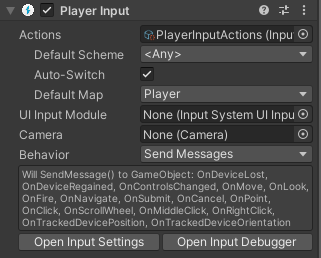 Player Input
Actions PlayerInputActions (Inpu
Default Scheme <Any>
Auto-Switch
Default Map Player
UI Input Module None (Input System UI Inpu
Camera None (Camera)
Behavior Send Messages
Will SendMessage() to GameObject: OnDeviceLost,
OnDeviceRegained, OnControlsChanged, OnMove, OnLook,
OnFire, OnNavigate, OnSubmit, OnCancel, OnPoint,
OnClick, OnScrollWheel, OnMiddleClick, OnRightClick,
OnTrackedDevicePosition, OnTrackedDeviceOrientation
Open Input Settings Open Input Debugger